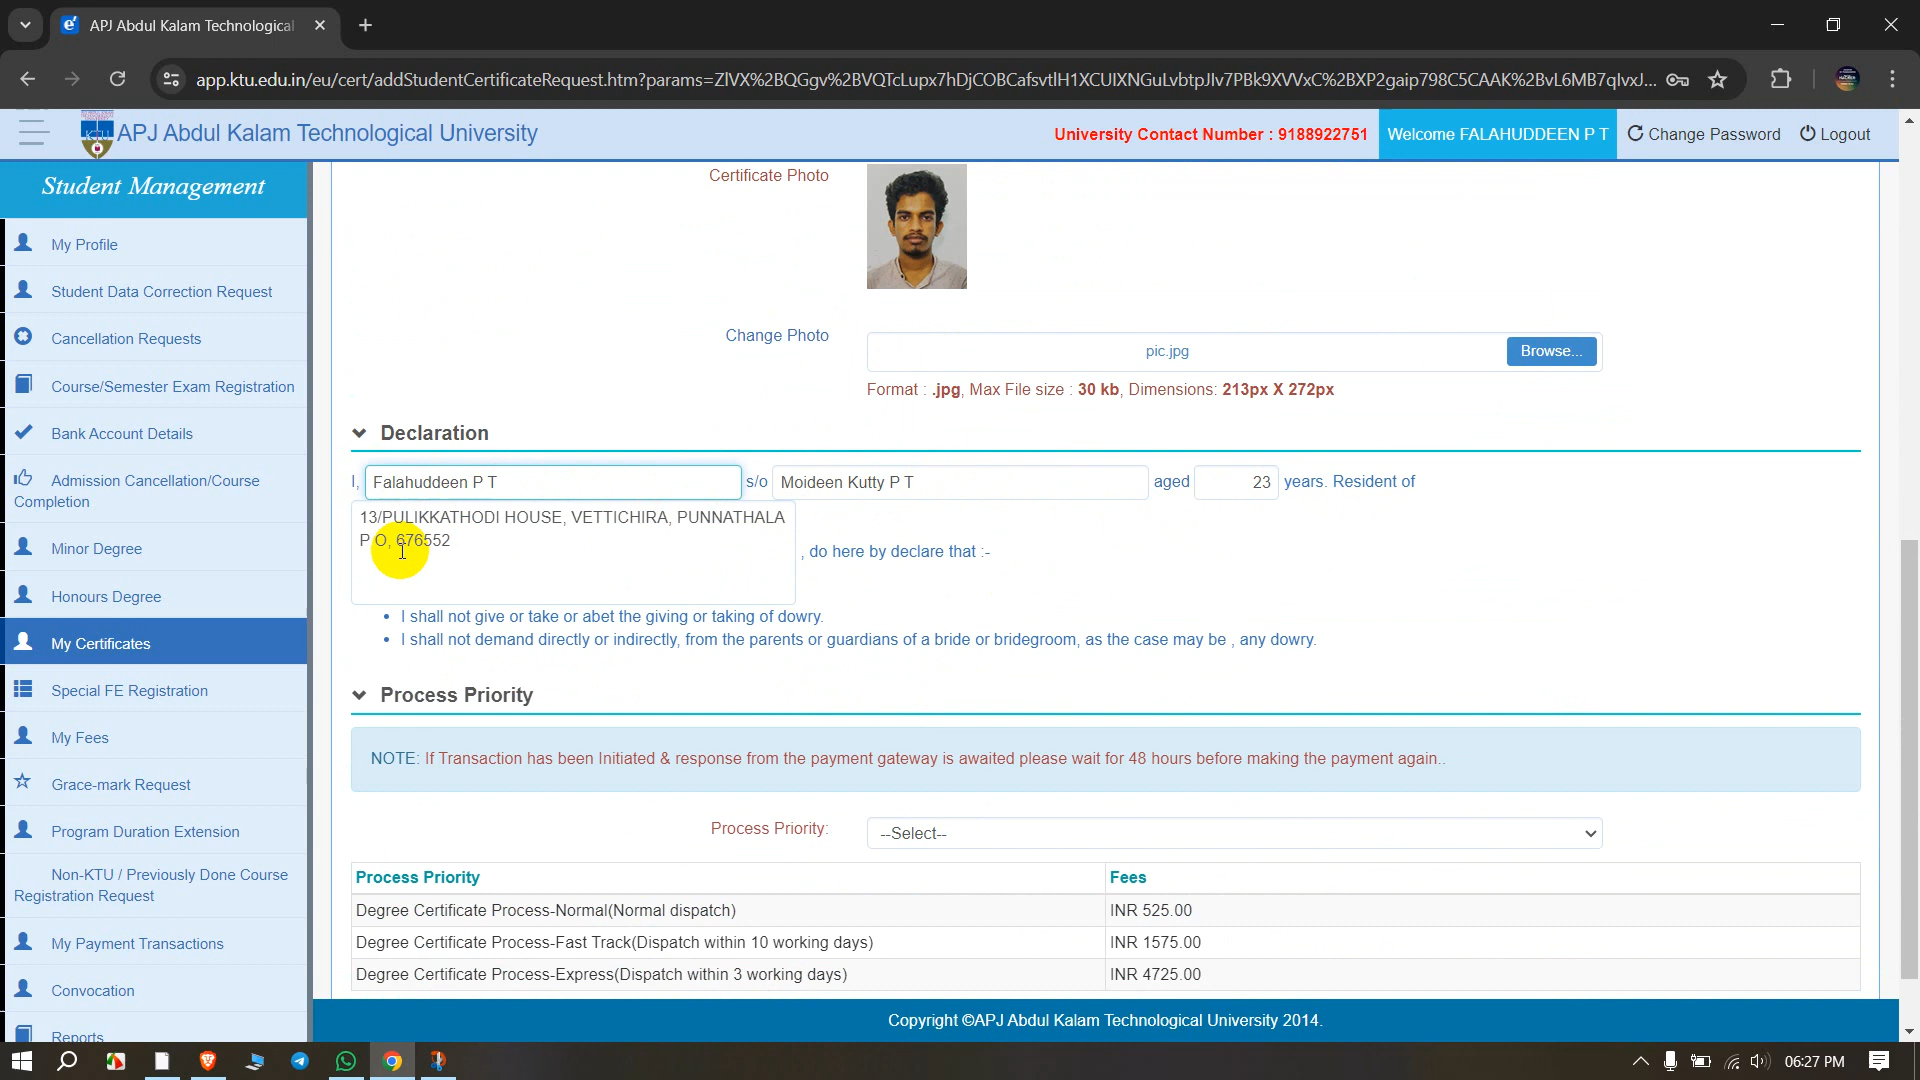 APJ Abdul Kalam Technological
app.ktu.edu.in/eu/cert/addStudentCertificateRequest.htm?params=
APJ Abdul Kalam Technological University
University Contact Number : 9188922751
Welcome FALAHUDDEEN P T
Change Password
Logout
Student Management
My Profile
Student Data Correction Request
Cancellation Requests
Course/Semester Exam Registration
Bank Account Details
Admission Cancellation/Course
Completion
Minor Degree
Honours Degree
My Certificates
Special FE Registration
My Fees
Grace-mark Request
Program Duration Extension
Non-KTU / Previously Done Course
Registration Request
My Payment Transactions
Convocation
Reports
Certificate Photo
Change Photo
pic.jpg
Browse...
Format : .jpg, Max File size : 30 kb, Dimensions: 213px X 272px
Declaration
I, Falahuddeen P T s/o Moideen Kutty P T aged 23 years. Resident of
13/PULIKKATHODI HOUSE, VETTICHIRA, PUNNATHALA
P O, 676552
, do here by declare that :-
• I shall not give or take or abet the giving or taking of dowry.
• I shall not demand directly or indirectly, from the parents or guardians of a bride or bridegroom, as the case may be , any dowry.
Process Priority
NOTE: If Transaction has been Initiated & response from the payment gateway is awaited please wait for 48 hours before making the payment again..
Process Priority: --Select--
Process Priority Fees
Degree Certificate Process-Normal(Normal dispatch) INR 525.00
Degree Certificate Process-Fast Track(Dispatch within 10 working days) INR 1575.00
Degree Certificate Process-Express(Dispatch within 3 working days) INR 4725.00
Copyright ©APJ Abdul Kalam Technological University 2014.
06:27 PM